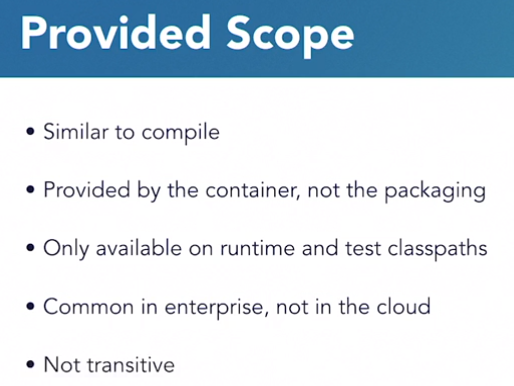 Provided Scope
• Similar to compile
• Provided by the container, not the packaging
• Only available on runtime and test classpaths
• Common in enterprise, not in the cloud
• Not transitive